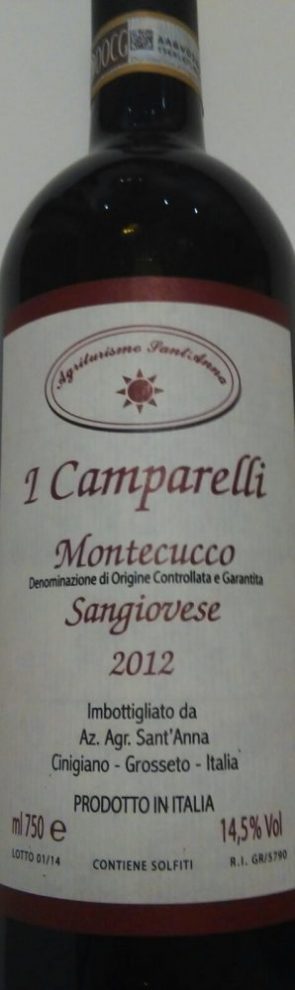 DOCG
Agriturismo Sant'Anna
I Camparelli
Montecucco
Denominazione di Origine Controllata e Garantita
Sangiovese
2012
Imbottigliato da
Az. Agr. Sant'Anna
Cinigiano - Grosseto - Italia
PRODOTTO IN ITALIA
ml 750 e 14,5% Vol
LOTTO 01/14 CONTIENE SOLFITI R.I. GR/5790